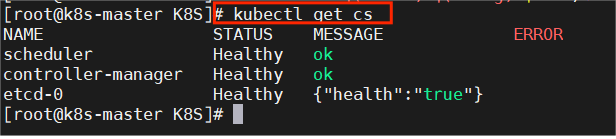 [root@k8s-master K8S]# kubectl get cs
NAME STATUS MESSAGE ERROR
scheduler Healthy ok
controller-manager Healthy ok
etcd-0 Healthy {"health":"true"}
[root@k8s-master K8S]#